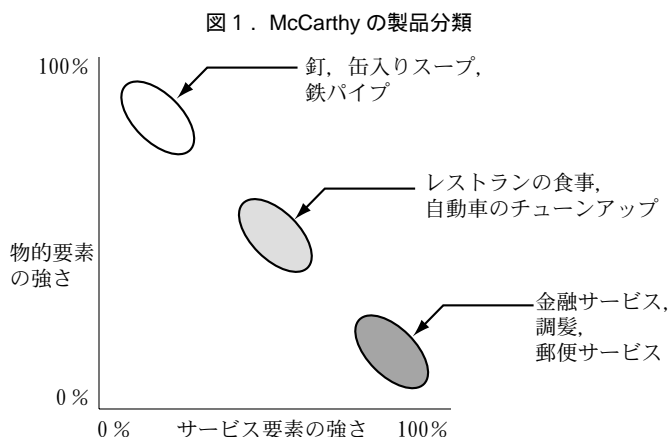 図１．McCarthy の製品分類
100%
釘，缶入りスープ，
鉄パイプ
レストランの食事，
自動車のチューンアップ
物的要素
の強さ
金融サービス，
調髪，
郵便サービス
0 %
0 %
サービス要素の強さ
100%